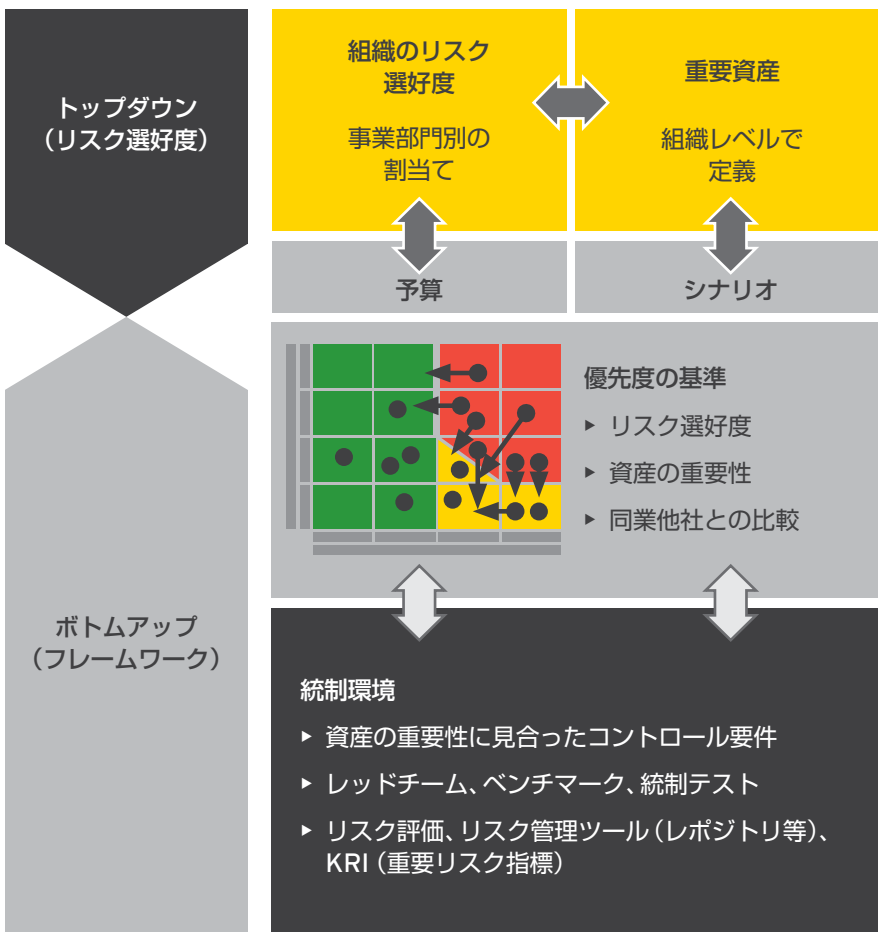 トップダウン
（リスク選好度）
組織のリスク
選好度
事業部門別の
割当て
重要資産
組織レベルで
定義
予算
シナリオ
優先度の基準
▶ リスク選好度
▶ 資産の重要性
▶ 同業他社との比較
ボトムアップ
（フレームワーク）
統制環境
▶ 資産の重要性に見合ったコントロール要件
▶ レッドチーム、ベンチマーク、統制テスト
▶ リスク評価、リスク管理ツール（レポジトリ等）、
KRI（重要リスク指標）